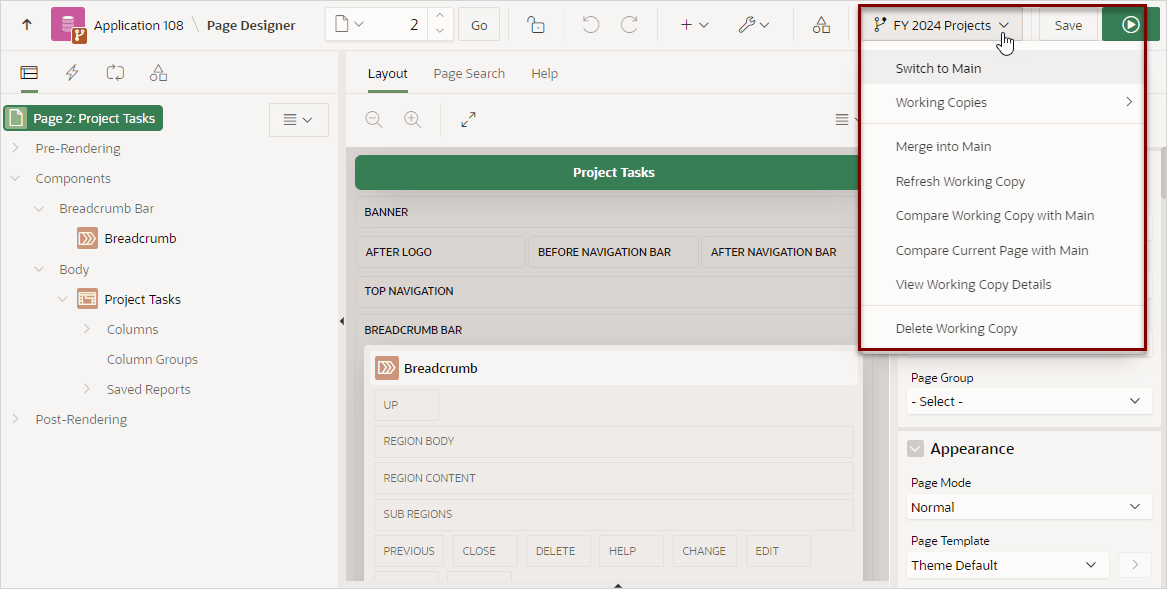 Application 108 \ Page Designer 2 Go FY 2024 Projects Save
Switch to Main
Working Copies
Merge into Main
Refresh Working Copy
Compare Working Copy with Main
Compare Current Page with Main
View Working Copy Details
Delete Working Copy
Page 2: Project Tasks
Pre-Rendering
Components
Breadcrumb Bar
Breadcrumb
Body
Project Tasks
Columns
Column Groups
Saved Reports
Post-Rendering
Layout Page Search Help
Project Tasks
BANNER
AFTER LOGO BEFORE NAVIGATION BAR AFTER NAVIGATION BAR
TOP NAVIGATION
BREADCRUMB BAR
Breadcrumb
UP
REGION BODY
REGION CONTENT
SUB REGIONS
PREVIOUS CLOSE DELETE HELP CHANGE EDIT
Page Group
- Select -
Appearance
Page Mode
Normal
Page Template
Theme Default